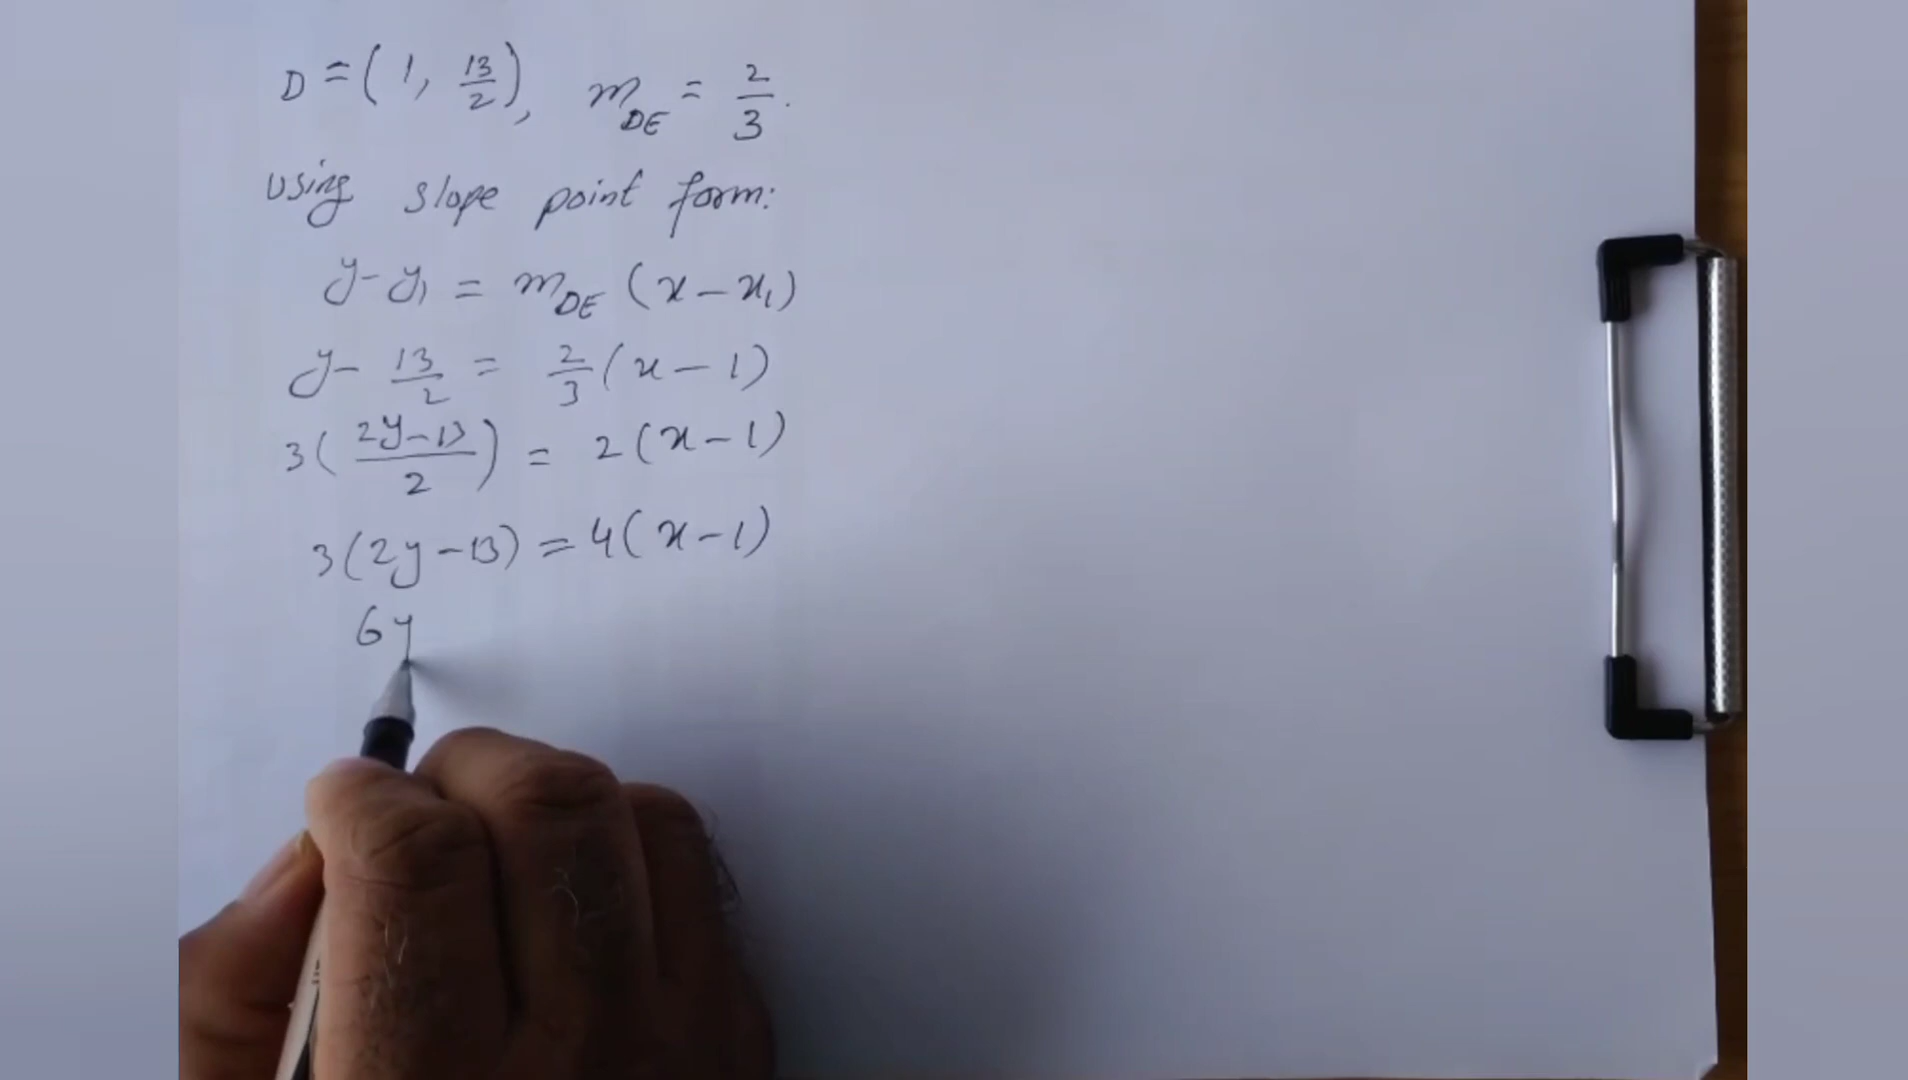 D = (1, 13/2), m_DE = 2/3.
Using slope point form:
y - y₁ = m_DE (x - x₁)
y - 13/2 = 2/3 (x - 1)
3((2y - 13)/2) = 2(x - 1)
3(2y - 13) = 4(x - 1)
6y